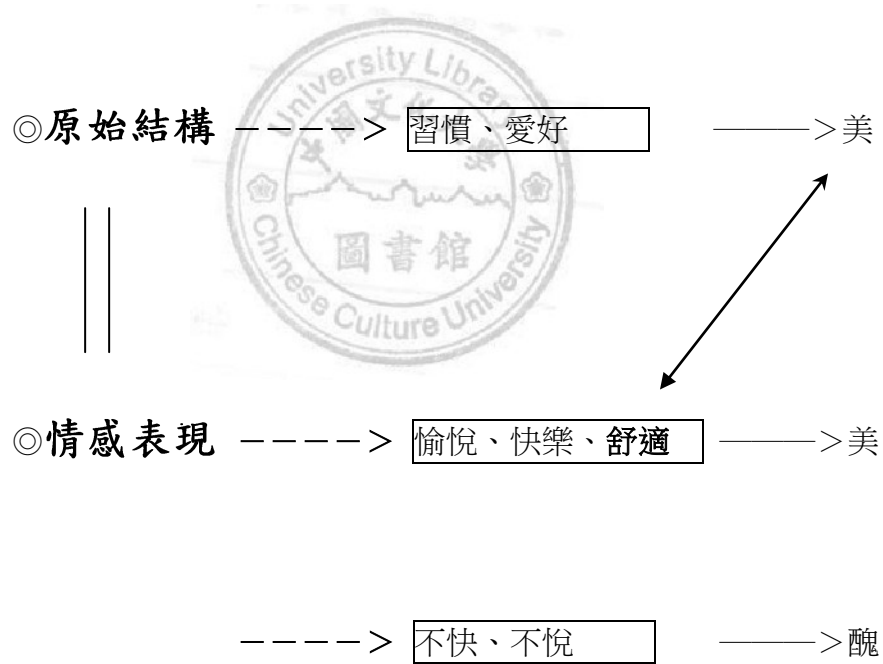 ◎原始結構 ----> 習慣、愛好 ———>美
University Library
中國文化大學
圖書館
Chinese Culture University
◎情感表現 ----> 愉悅、快樂、舒適 ———>美
----> 不快、不悅 ———>醜